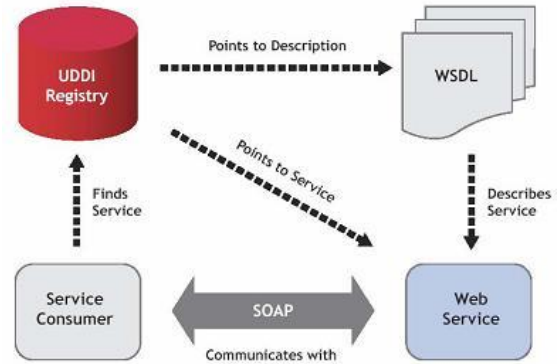 Points to Description
UDDI
Registry
WSDL
Points to Service
Finds
Service
Describes
Service
Service
Consumer
SOAP
Web
Service
Communicates with